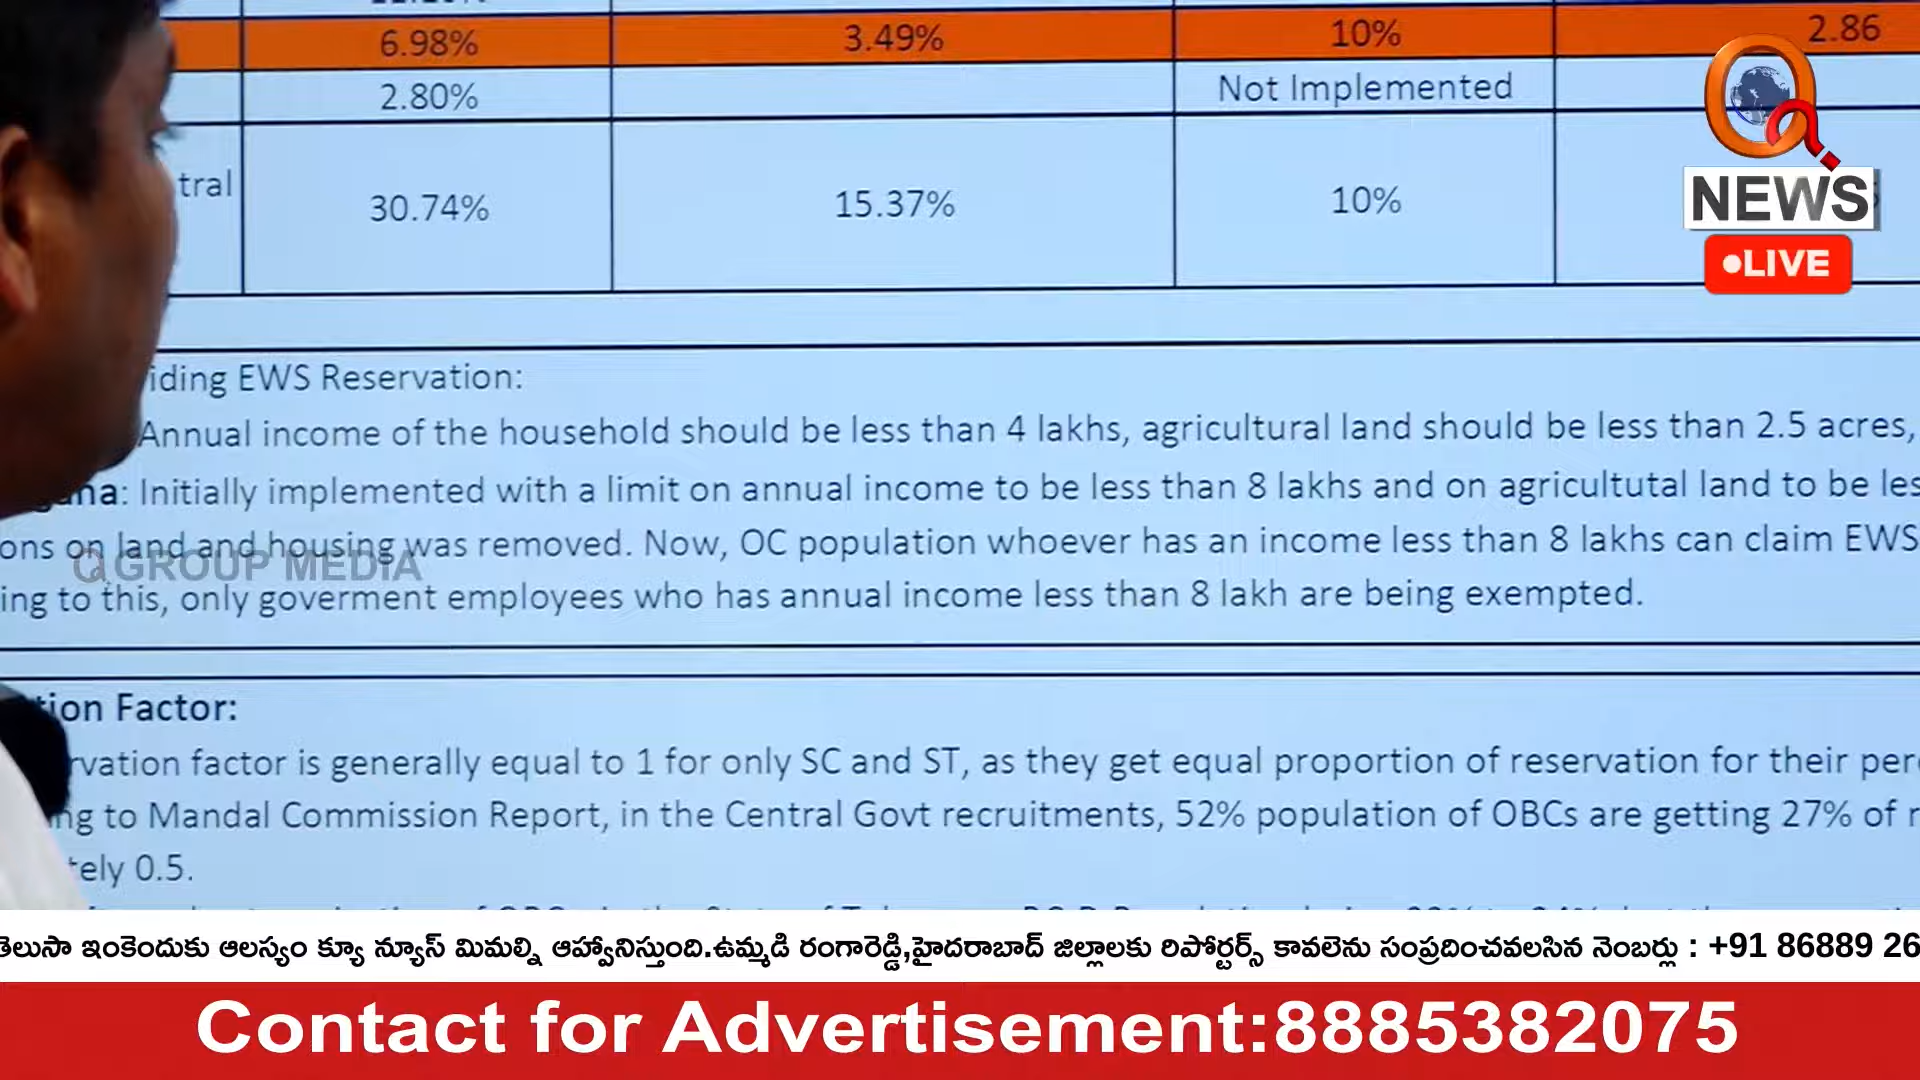 6.98% 3.49% 10% 2.86
2.80% Not Implemented
tral 30.74% 15.37% 10%
NEWS
LIVE
iding EWS Reservation:
Annual income of the household should be less than 4 lakhs, agricultural land should be less than 2.5 acres,
ana: Initially implemented with a limit on annual income to be less than 8 lakhs and on agricultutal land to be les
ons on land and housing was removed. Now, OC population whoever has an income less than 8 lakhs can claim EWS
Q GROUP MEDIA
ing to this, only goverment employees who has annual income less than 8 lakh are being exempted.
tion Factor:
rvation factor is generally equal to 1 for only SC and ST, as they get equal proportion of reservation for their per
ng to Mandal Commission Report, in the Central Govt recruitments, 52% population of OBCs are getting 27% of r
tely 0.5.
తెలుసా ఇంకెందుకు ఆలస్యం క్యూ న్యూస్ మిమల్ని ఆహ్వానిస్తుంది.ఉమ్మడి రంగారెడ్డి,హైదరాబాద్ జిల్లాలకు రిపోర్టర్స్ కావలెను సంప్రదించవలసిన నెంబర్లు : +91 86889 26
Contact for Advertisement:8885382075